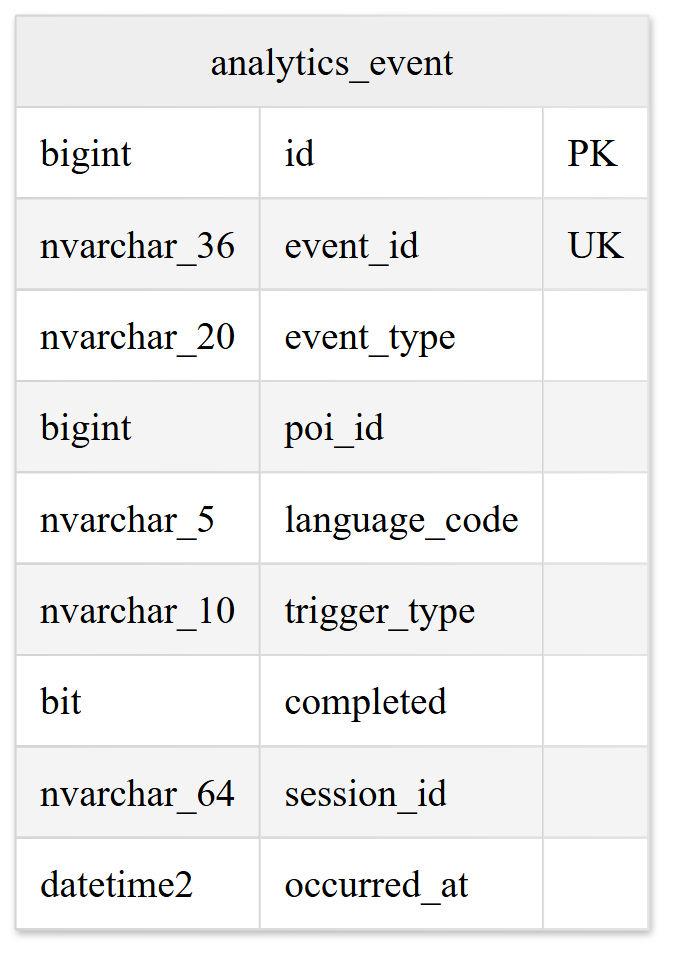 analytics_event
bigint id PK
nvarchar_36 event_id UK
nvarchar_20 event_type
bigint poi_id
nvarchar_5 language_code
nvarchar_10 trigger_type
bit completed
nvarchar_64 session_id
datetime2 occurred_at